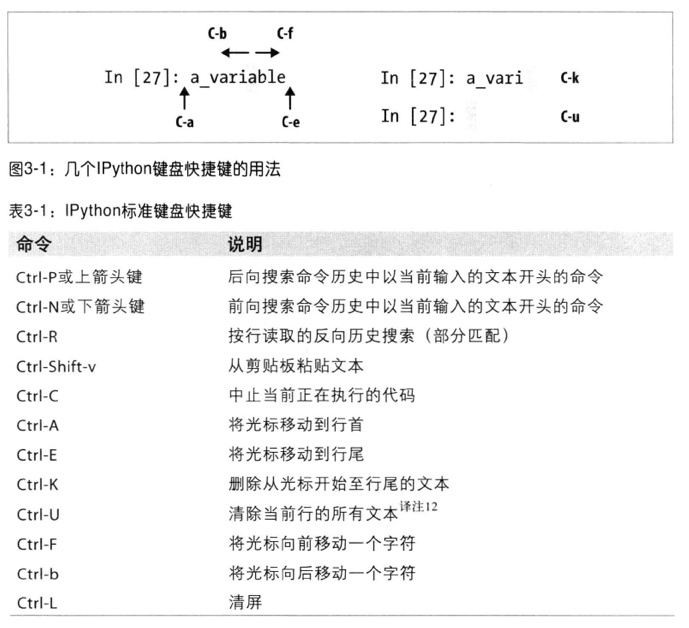 C-b C-f
In [27]: a_variable
C-a C-e
In [27]: a_vari C-k
In [27]: C-u
图3-1：几个IPython键盘快捷键的用法
表3-1：IPython标准键盘快捷键
命令 说明
Ctrl-P或上箭头键 后向搜索命令历史中以当前输入的文本开头的命令
Ctrl-N或下箭头键 前向搜索命令历史中以当前输入的文本开头的命令
Ctrl-R 按行读取的反向历史搜索（部分匹配）
Ctrl-Shift-v 从剪贴板粘贴文本
Ctrl-C 中止当前正在执行的代码
Ctrl-A 将光标移动到行首
Ctrl-E 将光标移动到行尾
Ctrl-K 删除从光标开始至行尾的文本
Ctrl-U 清除当前行的所有文本译注12
Ctrl-F 将光标向前移动一个字符
Ctrl-b 将光标向后移动一个字符
Ctrl-L 清屏